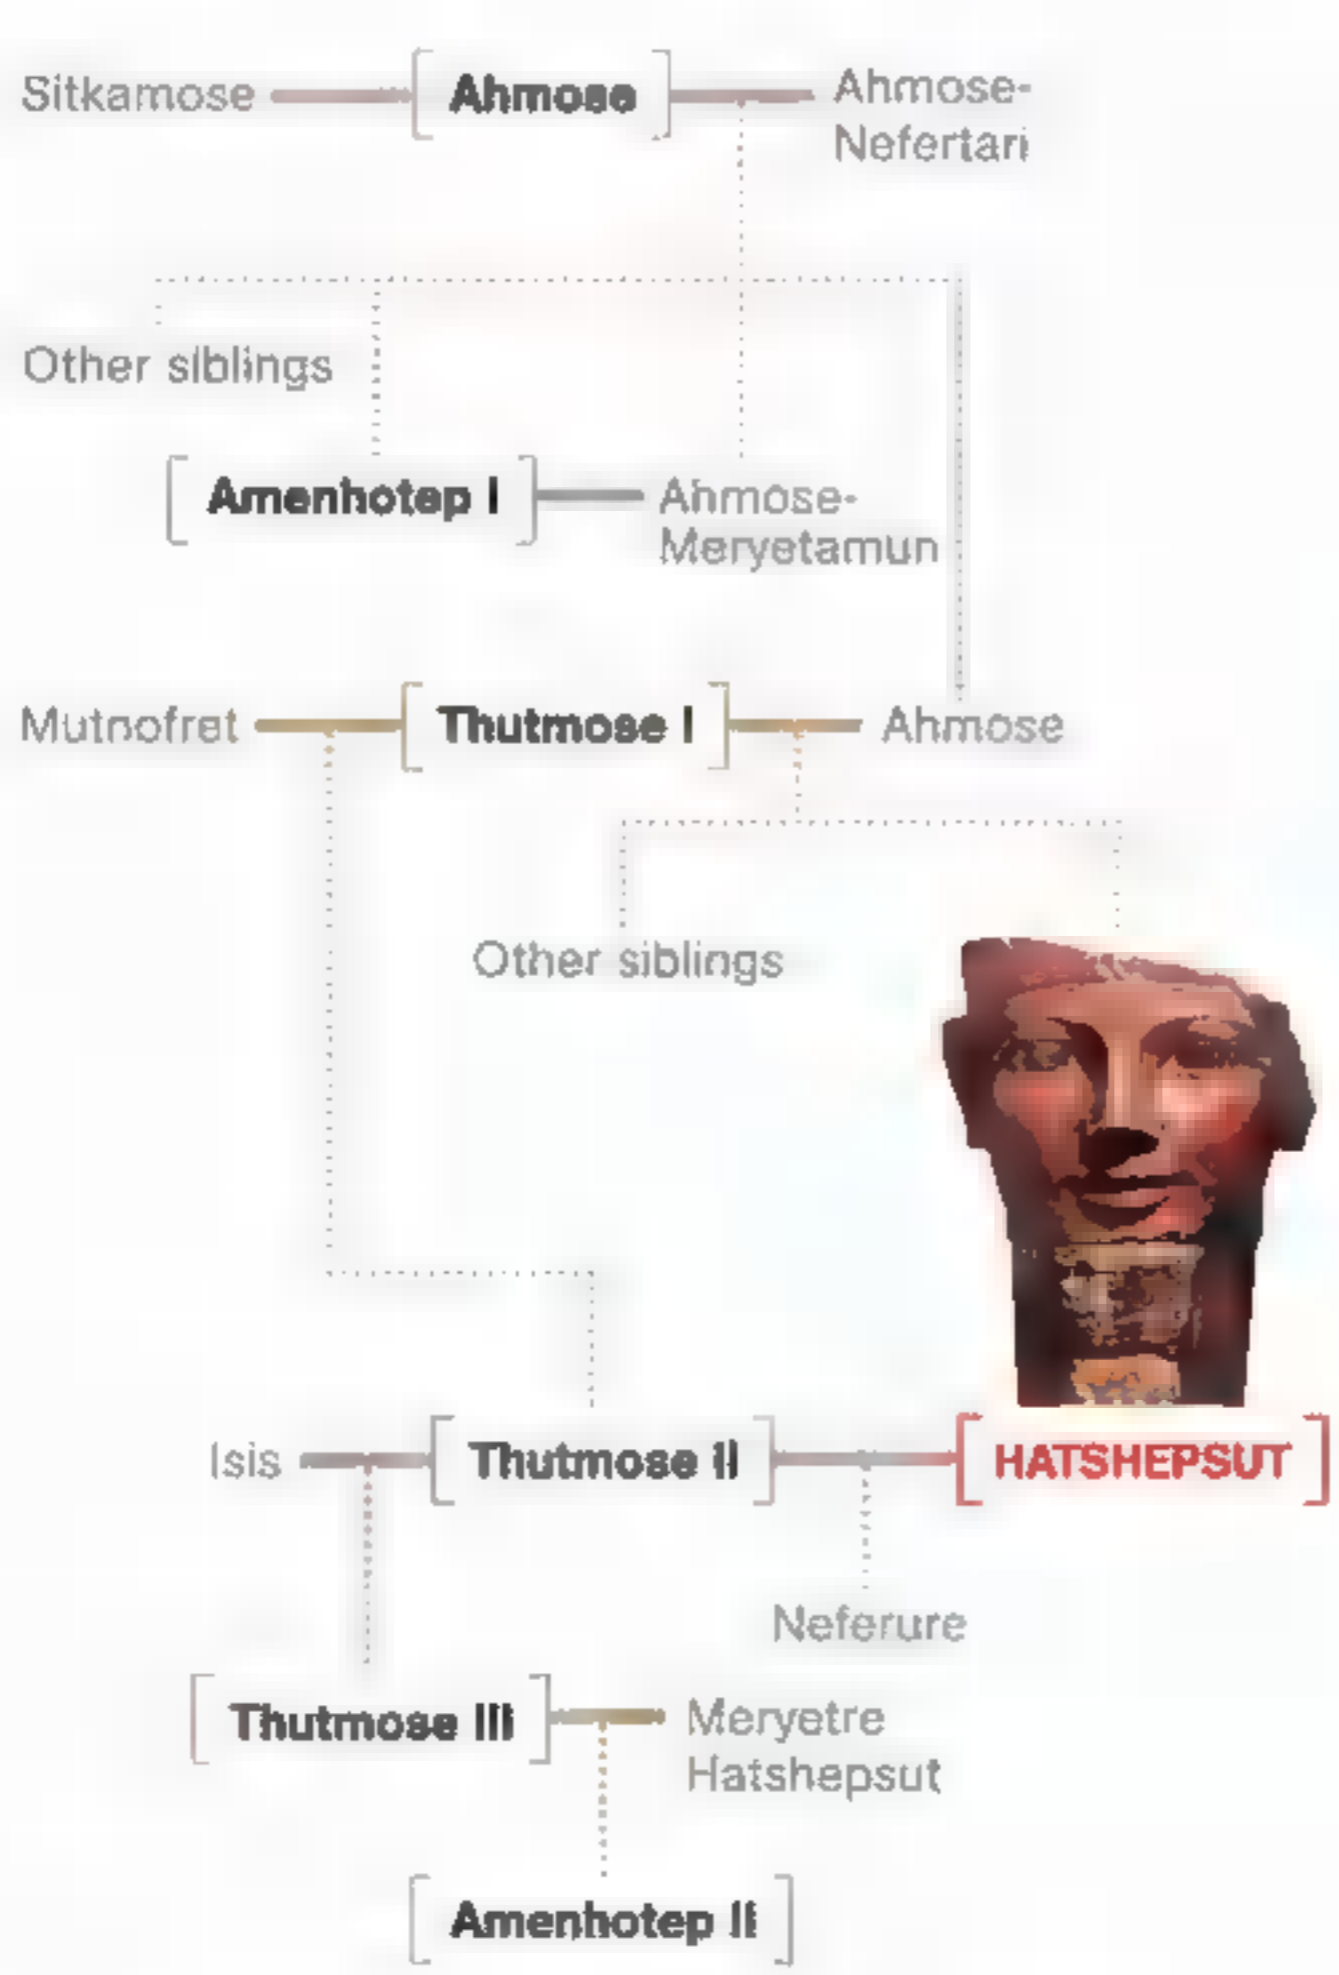 Sitkamose [ Ahmose ] Ahmose-
Nefertari
Other siblings
[ Amenhotep I ] Ahmose-
Meryetamun
Mutnofret [ Thutmose I ] Ahmose
Other siblings
Isis [ Thutmose II ] [ HATSHEPSUT ]
Neferure
[ Thutmose III ] Meryetre
Hatshepsut
[ Amenhotep II ]